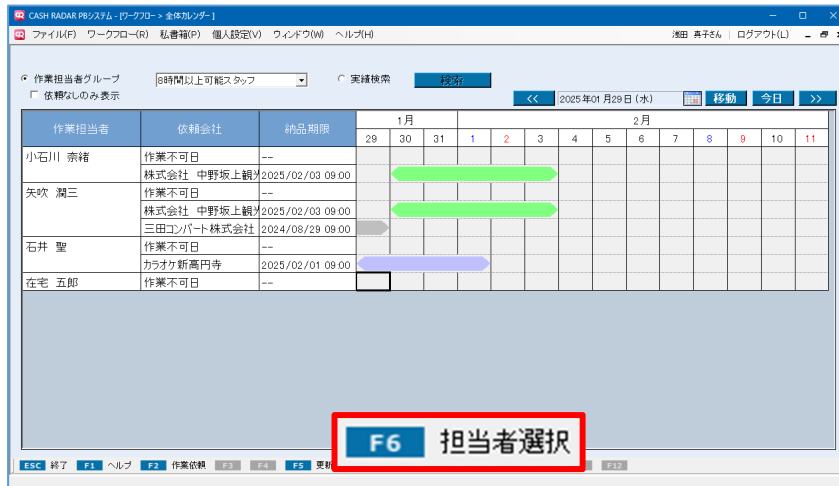 CASH RADAR PBシステム - [ワークフロー > 全体カレンダー]
ファイル(F) ワークフロー(R) 私書箱(P) 個人設定(V) ウィンドウ(W) ヘルプ(H) 浅田 真子さん ログアウト(L)
作業担当者グループ 8時間以上可能スタッフ 実績検索 検索
依頼なしのみ表示
<< 2025年01月29日(水) 移動 今日 >>
作業担当者 依頼会社 納品期限 1月 2月
29 30 31 1 2 3 4 5 6 7 8 9 10 11
小石川 奈緒 作業不可日 --
株式会社 中野坂上観光 2025/02/03 09:00
矢吹 潤三 作業不可日 --
株式会社 中野坂上観光 2025/02/03 09:00
三田コンバート株式会社 2024/08/29 09:00
石井 聖 作業不可日 --
カラオケ新高円寺 2025/02/01 09:00
在宅 五郎 作業不可日 --
F6 担当者選択
ESC 終了 F1 ヘルプ F2 作業依頼 F3 F4 F5 更新 F12